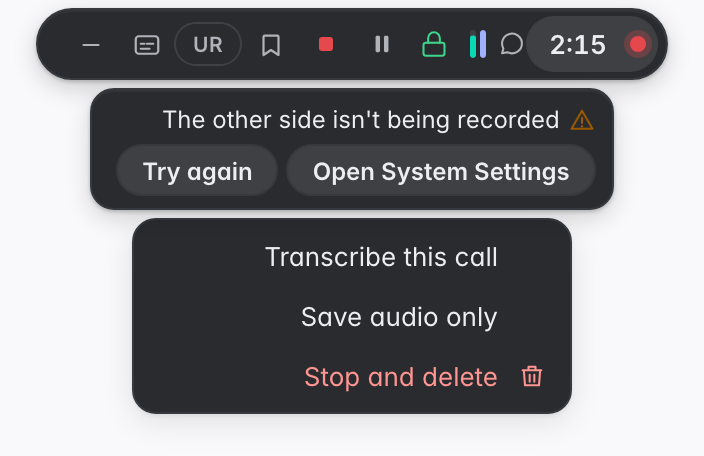 UR
2:15
The other side isn't being recorded
Try again
Open System Settings
Transcribe this call
Save audio only
Stop and delete